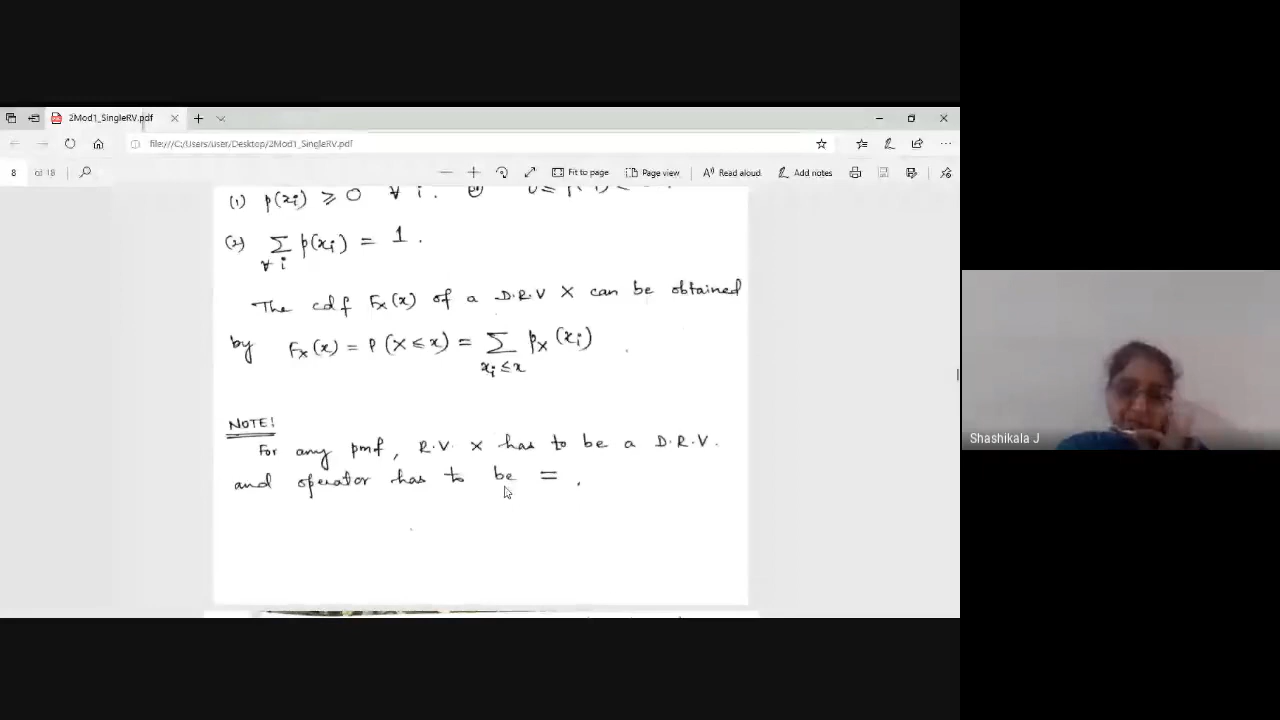 2Mod1_SingleRV.pdf
file:///C:/Users/user/Desktop/2Mod1_SingleRV.pdf
8 of 18 Fit to page Page view Read aloud Add notes
(1) p(xi) ⩾ 0 ∀ i.
(2) ∑∀i p(xi) = 1.
The cdf Fx(x) of a D.R.V X can be obtained
by Fx(x) = P(X ≤ x) = ∑xi≤x px(xi)
NOTE!
For any pmf, R.V. X has to be a D.R.V.
and operator has to be = .
Shashikala J